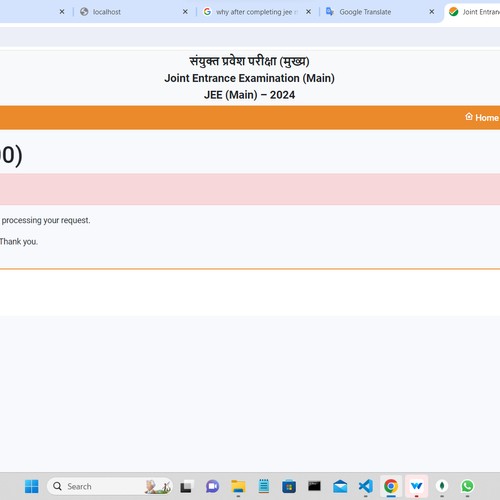 localhost
why after completing jee
Google Translate
Joint Entran
संयुक्त प्रवेश परीक्षा (मुख्य)
Joint Entrance Examination (Main)
JEE (Main) – 2024
Home
00)
processing your request.
Thank you.
Search